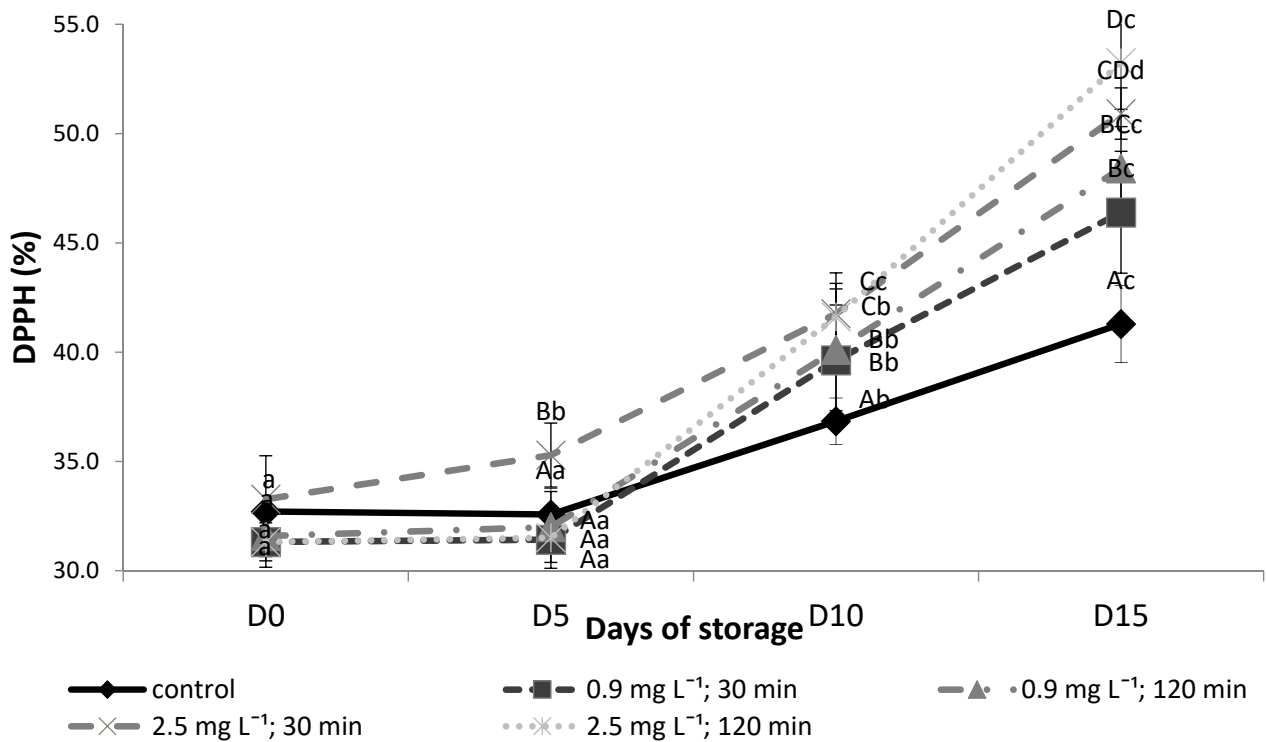 55.0
50.0
45.0
40.0
35.0
30.0
DPPH (%)
a
a
a
a
Bb
Aa
Aa
Aa
Aa
Cc
Cb
Bb
Bb
Ab
Dc
CDd
BCc
Bc
Ac
D0
D5
D10
D15
Days of storage
control
0.9 mg L⁻¹; 30 min
0.9 mg L⁻¹; 120 min
2.5 mg L⁻¹; 30 min
2.5 mg L⁻¹; 120 min